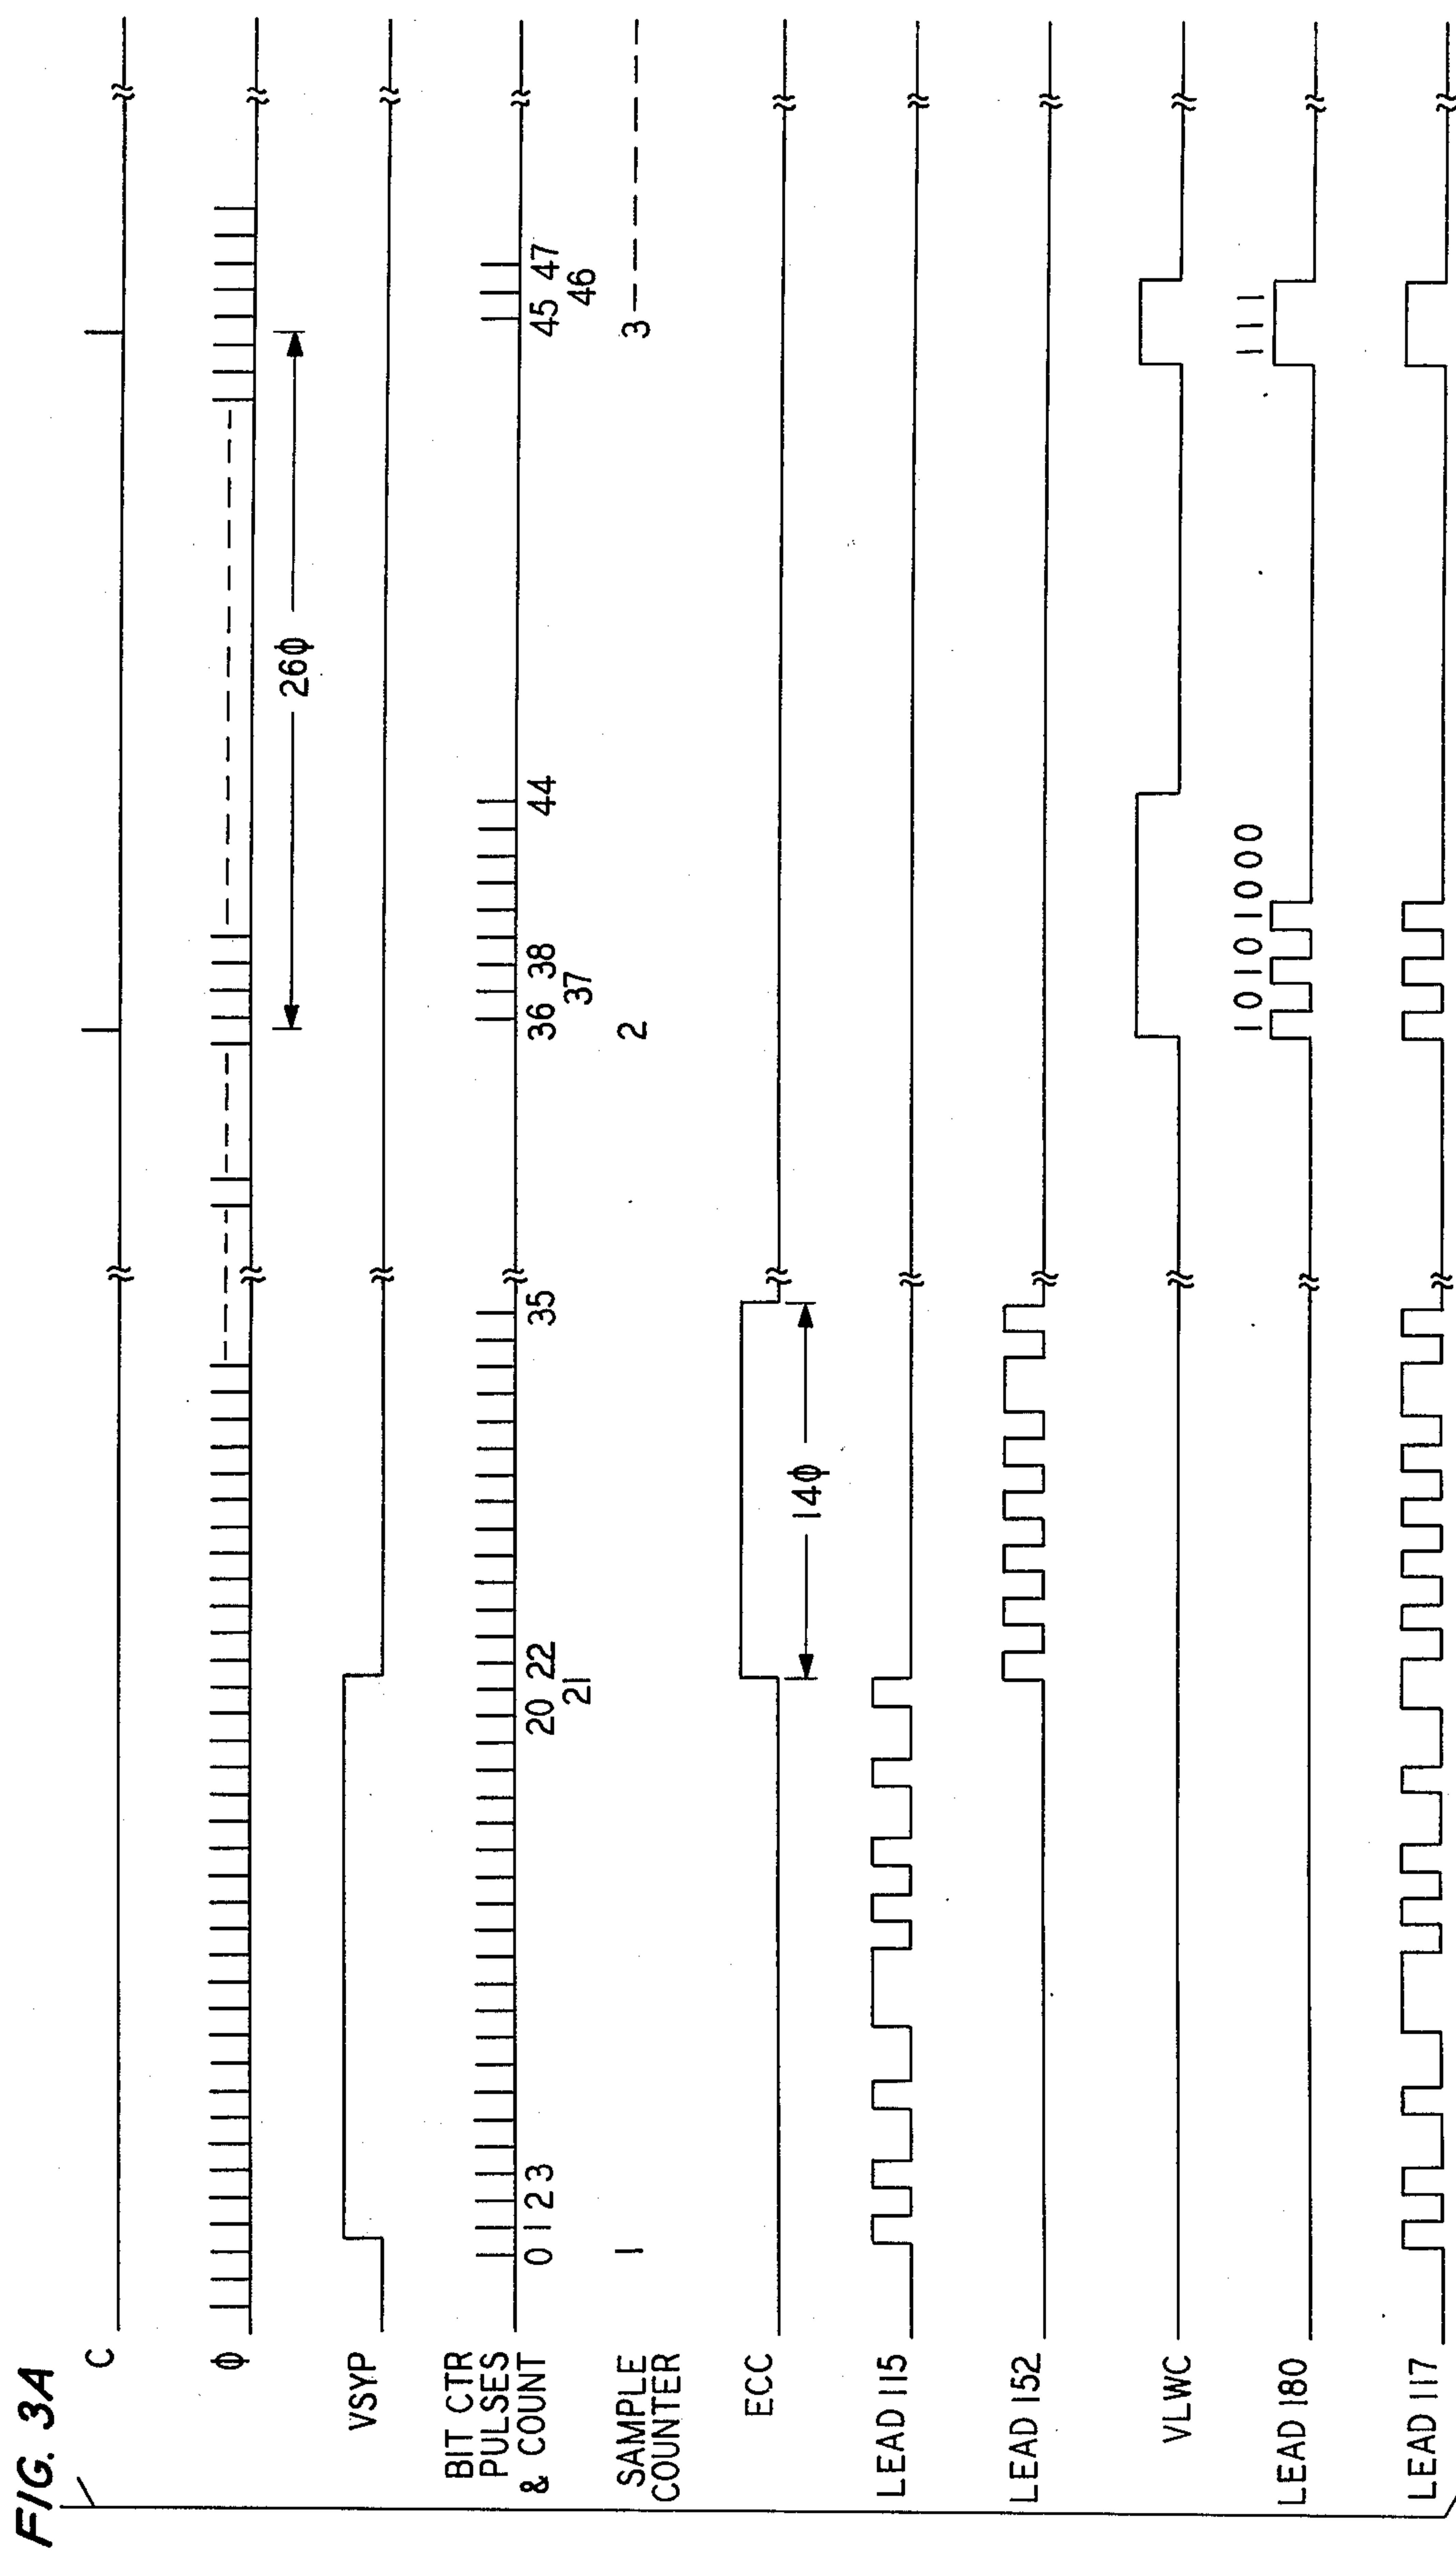 FIG. 3A
C
ϕ
26ϕ
VSYP
BIT CTR
PULSES
& COUNT
0 1 2 3 20 22 35 36 38 44 45 47
21 37 46
SAMPLE
COUNTER
1 2 3
ECC
14ϕ
LEAD 115
LEAD 152
VLWC
1 0 1 0 1 0 0 0 1 1 1
LEAD 180
LEAD 117